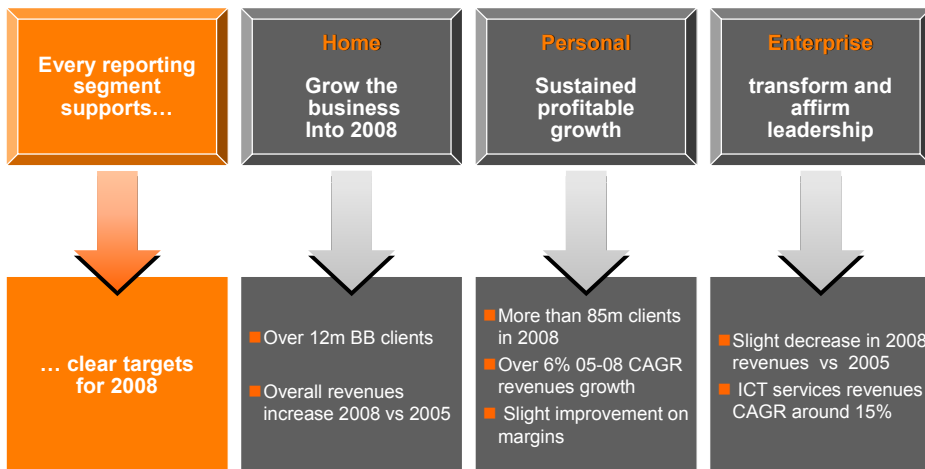 Every reporting
segment
supports…
Home
Grow the
business
Into 2008
Personal
Sustained
profitable
growth
Enterprise
transform and
affirm
leadership
… clear targets
for 2008
Over 12m BB clients
Overall revenues
increase 2008 vs 2005
More than 85m clients
in 2008
Over 6% 05-08 CAGR
revenues growth
Slight improvement on
margins
Slight decrease in 2008
revenues vs 2005
ICT services revenues
CAGR around 15%